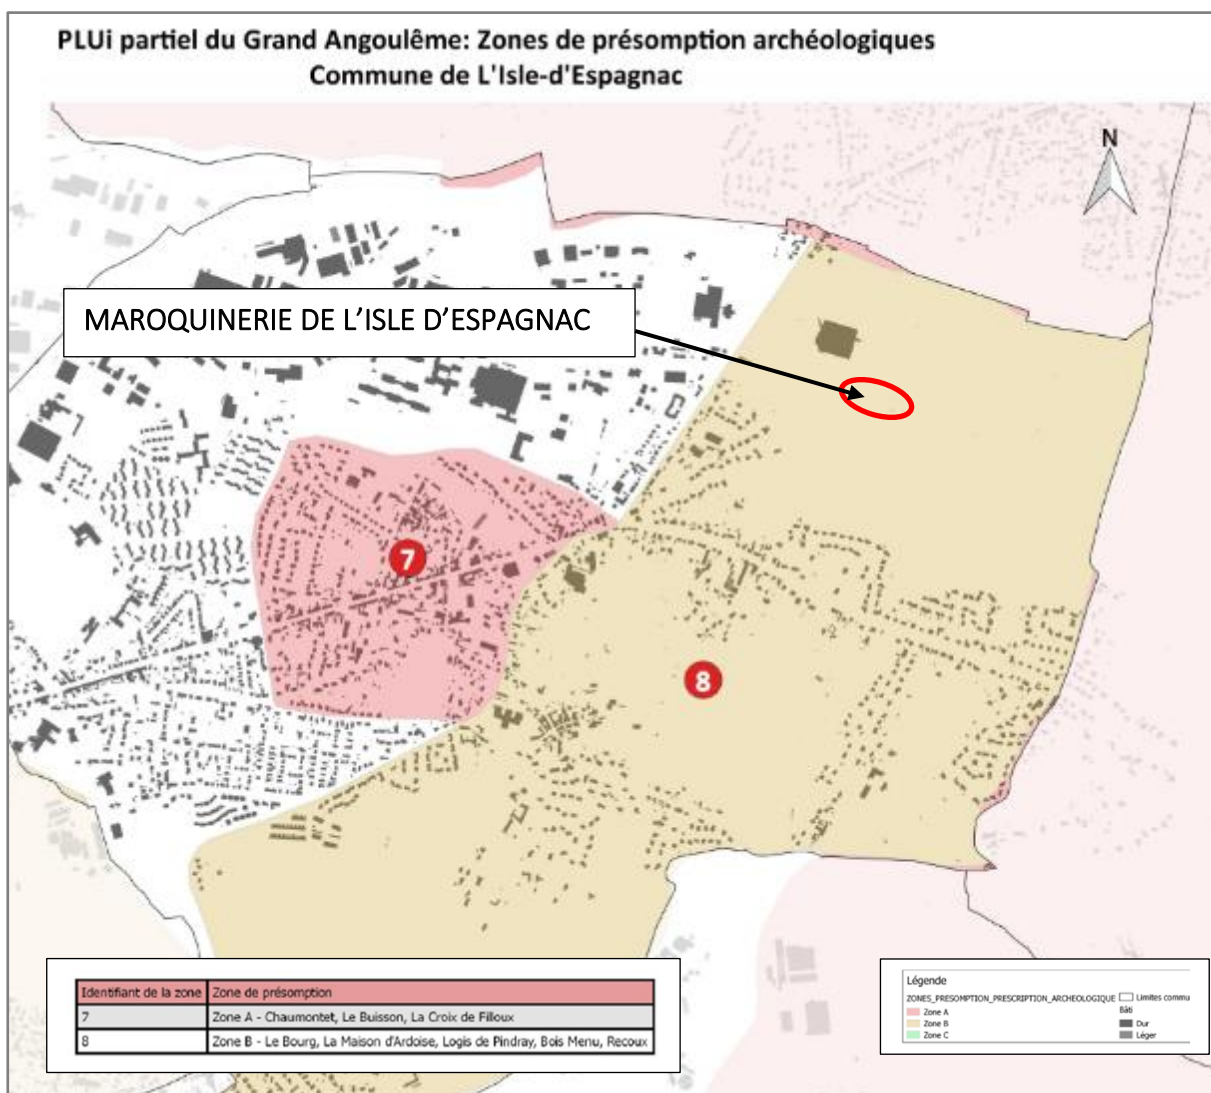 PLUi partiel du Grand Angoulême: Zones de présomption archéologiques
Commune de L'Isle-d'Espagnac
N
MAROQUINERIE DE L'ISLE D'ESPAGNAC
7
8
Identifiant de la zone Zone de présomption
7 Zone A - Chaumontet, Le Buisson, La Croix de Filloux
8 Zone B - Le Bourg, La Maison d'Ardoise, Logis de Pindray, Bois Menu, Recoux
Légende
ZONES_PRESOMPTION_PRESCRIPTION_ARCHEOLOGIQUE
Zone A
Zone B
Zone C
Limites commu
Bâti
Dur
Léger